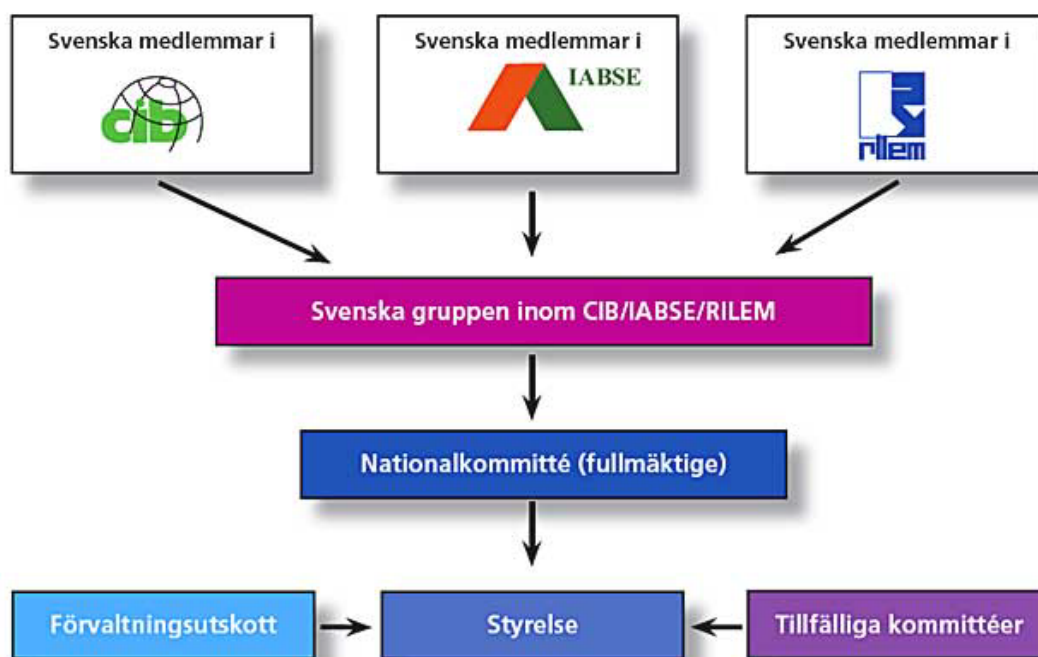 Svenska medlemmar i
cib
Svenska medlemmar i
IABSE
Svenska medlemmar i
rilem
Svenska gruppen inom CIB/IABSE/RILEM
Nationalkommitté (fullmäktige)
Förvaltningsutskott
Styrelse
Tillfälliga kommittéer